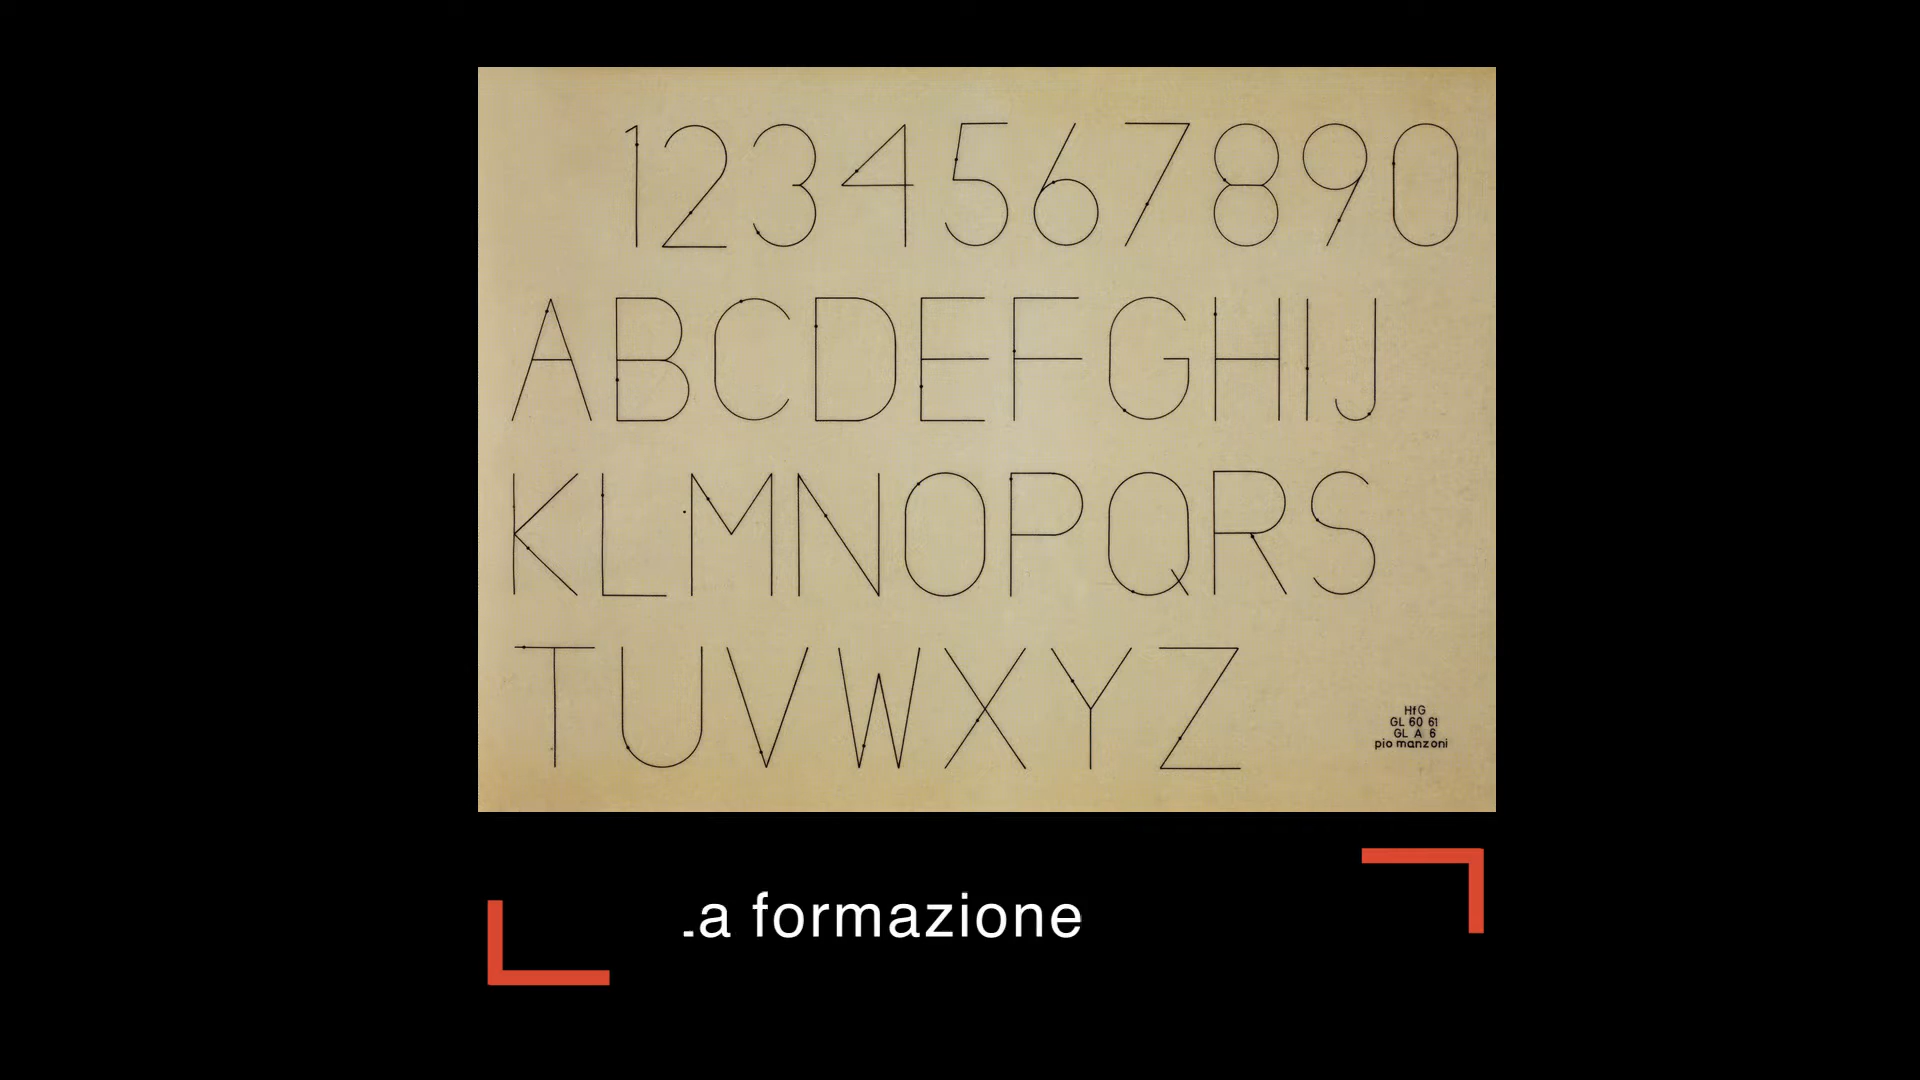 1234567890
ABCDEFGHIJ
KLMNOPQRS
TUVWXYZ
HfG
GL 60 61
GL A 6
pio manzoni
.a formazione